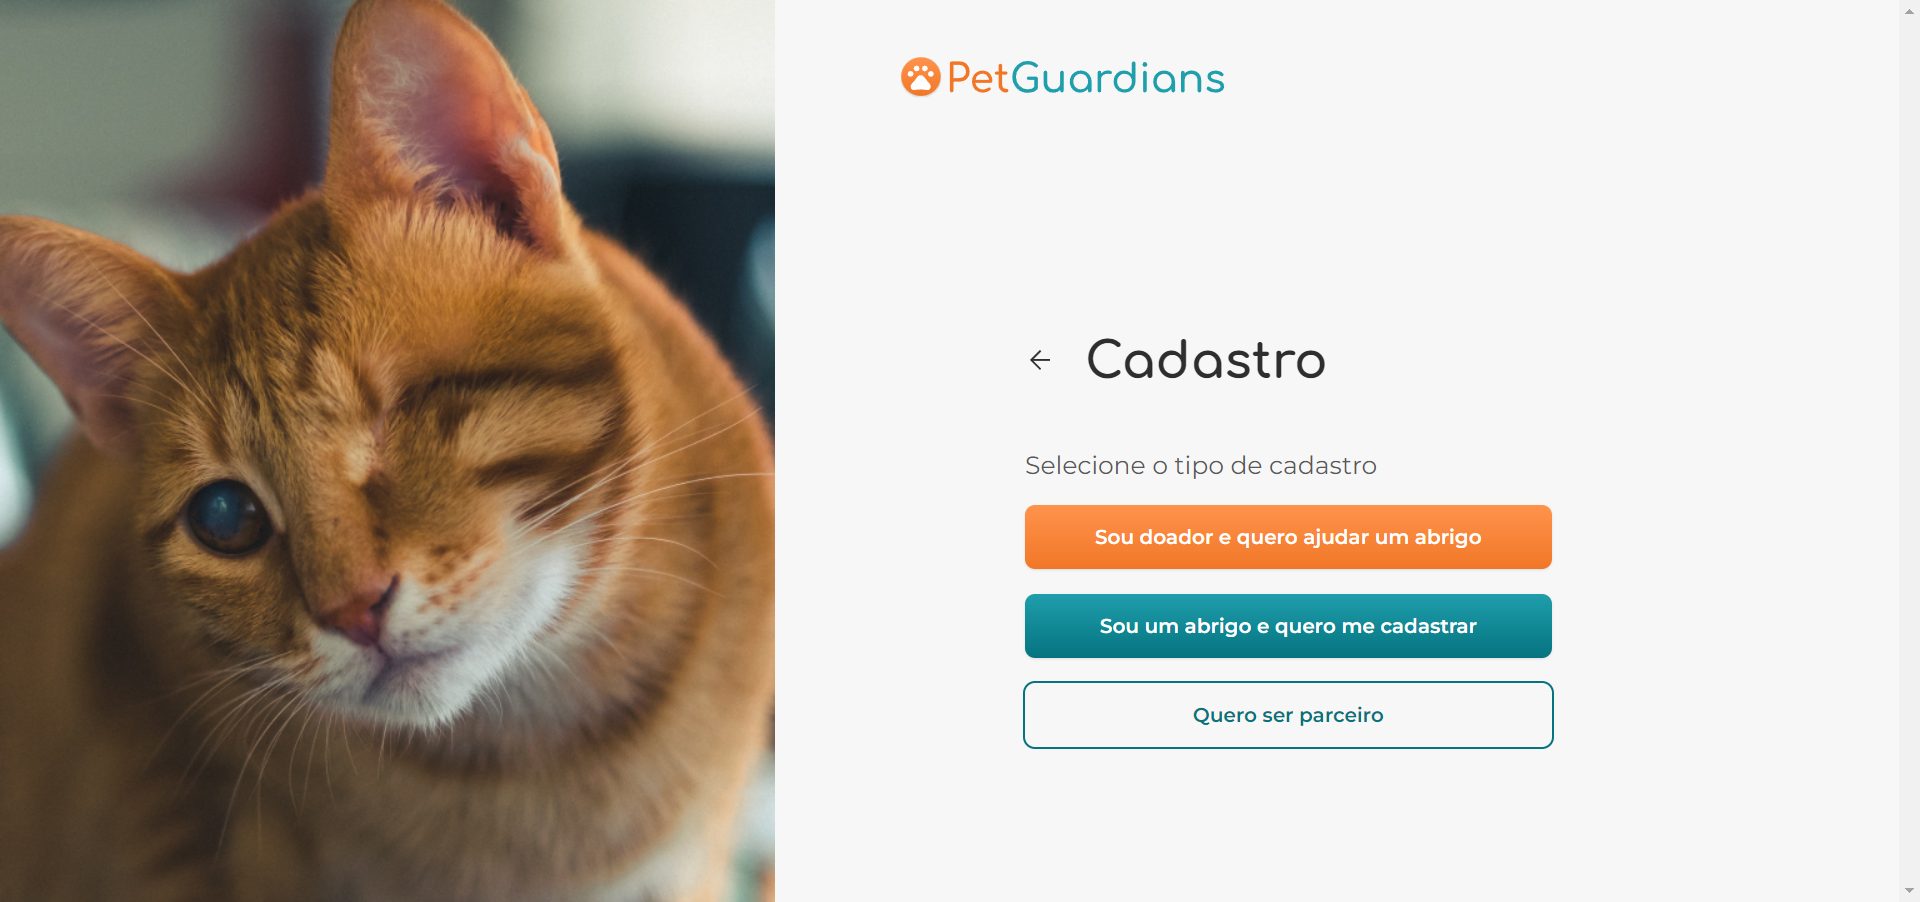 PetGuardians
Cadastro
Selecione o tipo de cadastro
Sou doador e quero ajudar um abrigo
Sou um abrigo e quero me cadastrar
Quero ser parceiro